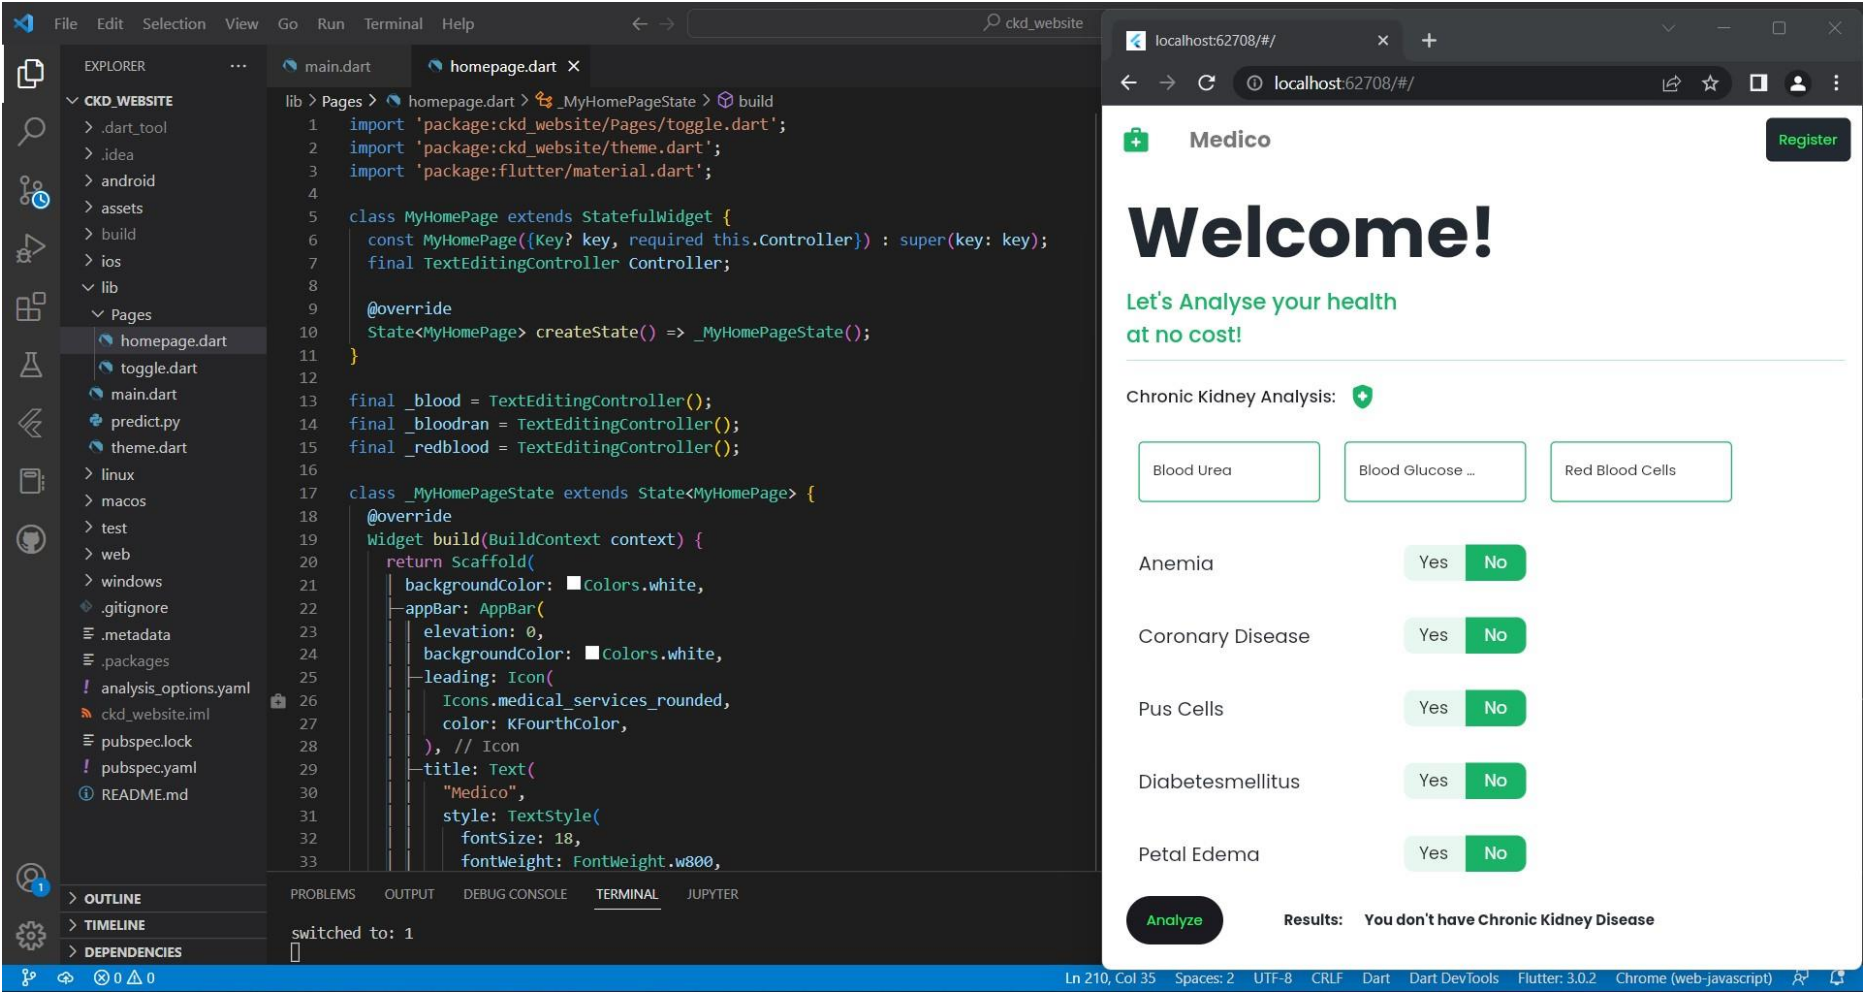 File Edit Selection View Go Run Terminal Help
ckd_website
EXPLORER
CKD_WEBSITE
.dart_tool
.idea
android
assets
build
ios
lib
Pages
homepage.dart
toggle.dart
main.dart
predict.py
theme.dart
linux
macos
test
web
windows
.gitignore
.metadata
.packages
analysis_options.yaml
ckd_website.iml
pubspec.lock
pubspec.yaml
README.md
OUTLINE
TIMELINE
DEPENDENCIES
1
main.dart homepage.dart
lib > Pages > homepage.dart > _MyHomePageState > build
1 import 'package:ckd_website/Pages/toggle.dart';
2 import 'package:ckd_website/theme.dart';
3 import 'package:flutter/material.dart';
4
5 class MyHomePage extends StatefulWidget {
6 const MyHomePage({Key? key, required this.Controller}) : super(key: key);
7 final TextEditingController Controller;
8
9 @override
10 State<MyHomePage> createState() => _MyHomePageState();
11 }
12
13 final _blood = TextEditingController();
14 final _bloodran = TextEditingController();
15 final _redblood = TextEditingController();
16
17 class _MyHomePageState extends State<MyHomePage> {
18 @override
19 Widget build(BuildContext context) {
20 return Scaffold(
21 backgroundColor: Colors.white,
22 appBar: AppBar(
23 elevation: 0,
24 backgroundColor: Colors.white,
25 leading: Icon(
26 Icons.medical_services_rounded,
27 color: KFourthColor,
28 ), // Icon
29 title: Text(
30 "Medico",
31 style: TextStyle(
32 fontSize: 18,
33 fontWeight: FontWeight.w800,
PROBLEMS OUTPUT DEBUG CONSOLE TERMINAL JUPYTER
switched to: 1
localhost:62708/#/
localhost:62708/#/
Medico
Register
Welcome!
Let's Analyse your health
at no cost!
Chronic Kidney Analysis:
Blood Urea Blood Glucose ... Red Blood Cells
Anemia Yes No
Coronary Disease Yes No
Pus Cells Yes No
Diabetesmellitus Yes No
Petal Edema Yes No
Analyze Results: You don't have Chronic Kidney Disease
0 0 Ln 210, Col 35 Spaces: 2 UTF-8 CRLF Dart Dart DevTools Flutter: 3.0.2 Chrome (web-javascript)